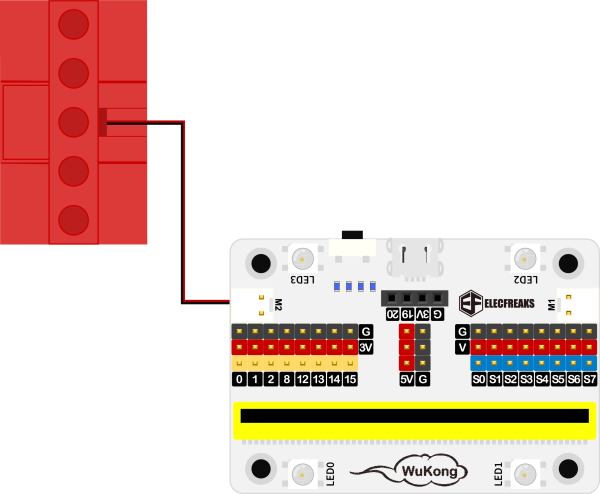 LED3
LED2
M2
ELECFREAKS
M1
20 19 3V G
G
3V
G
V
0 1 2 8 12 13 14 15
5V G
S0 S1 S2 S3 S4 S5 S6 S7
LED0
WuKong
LED1